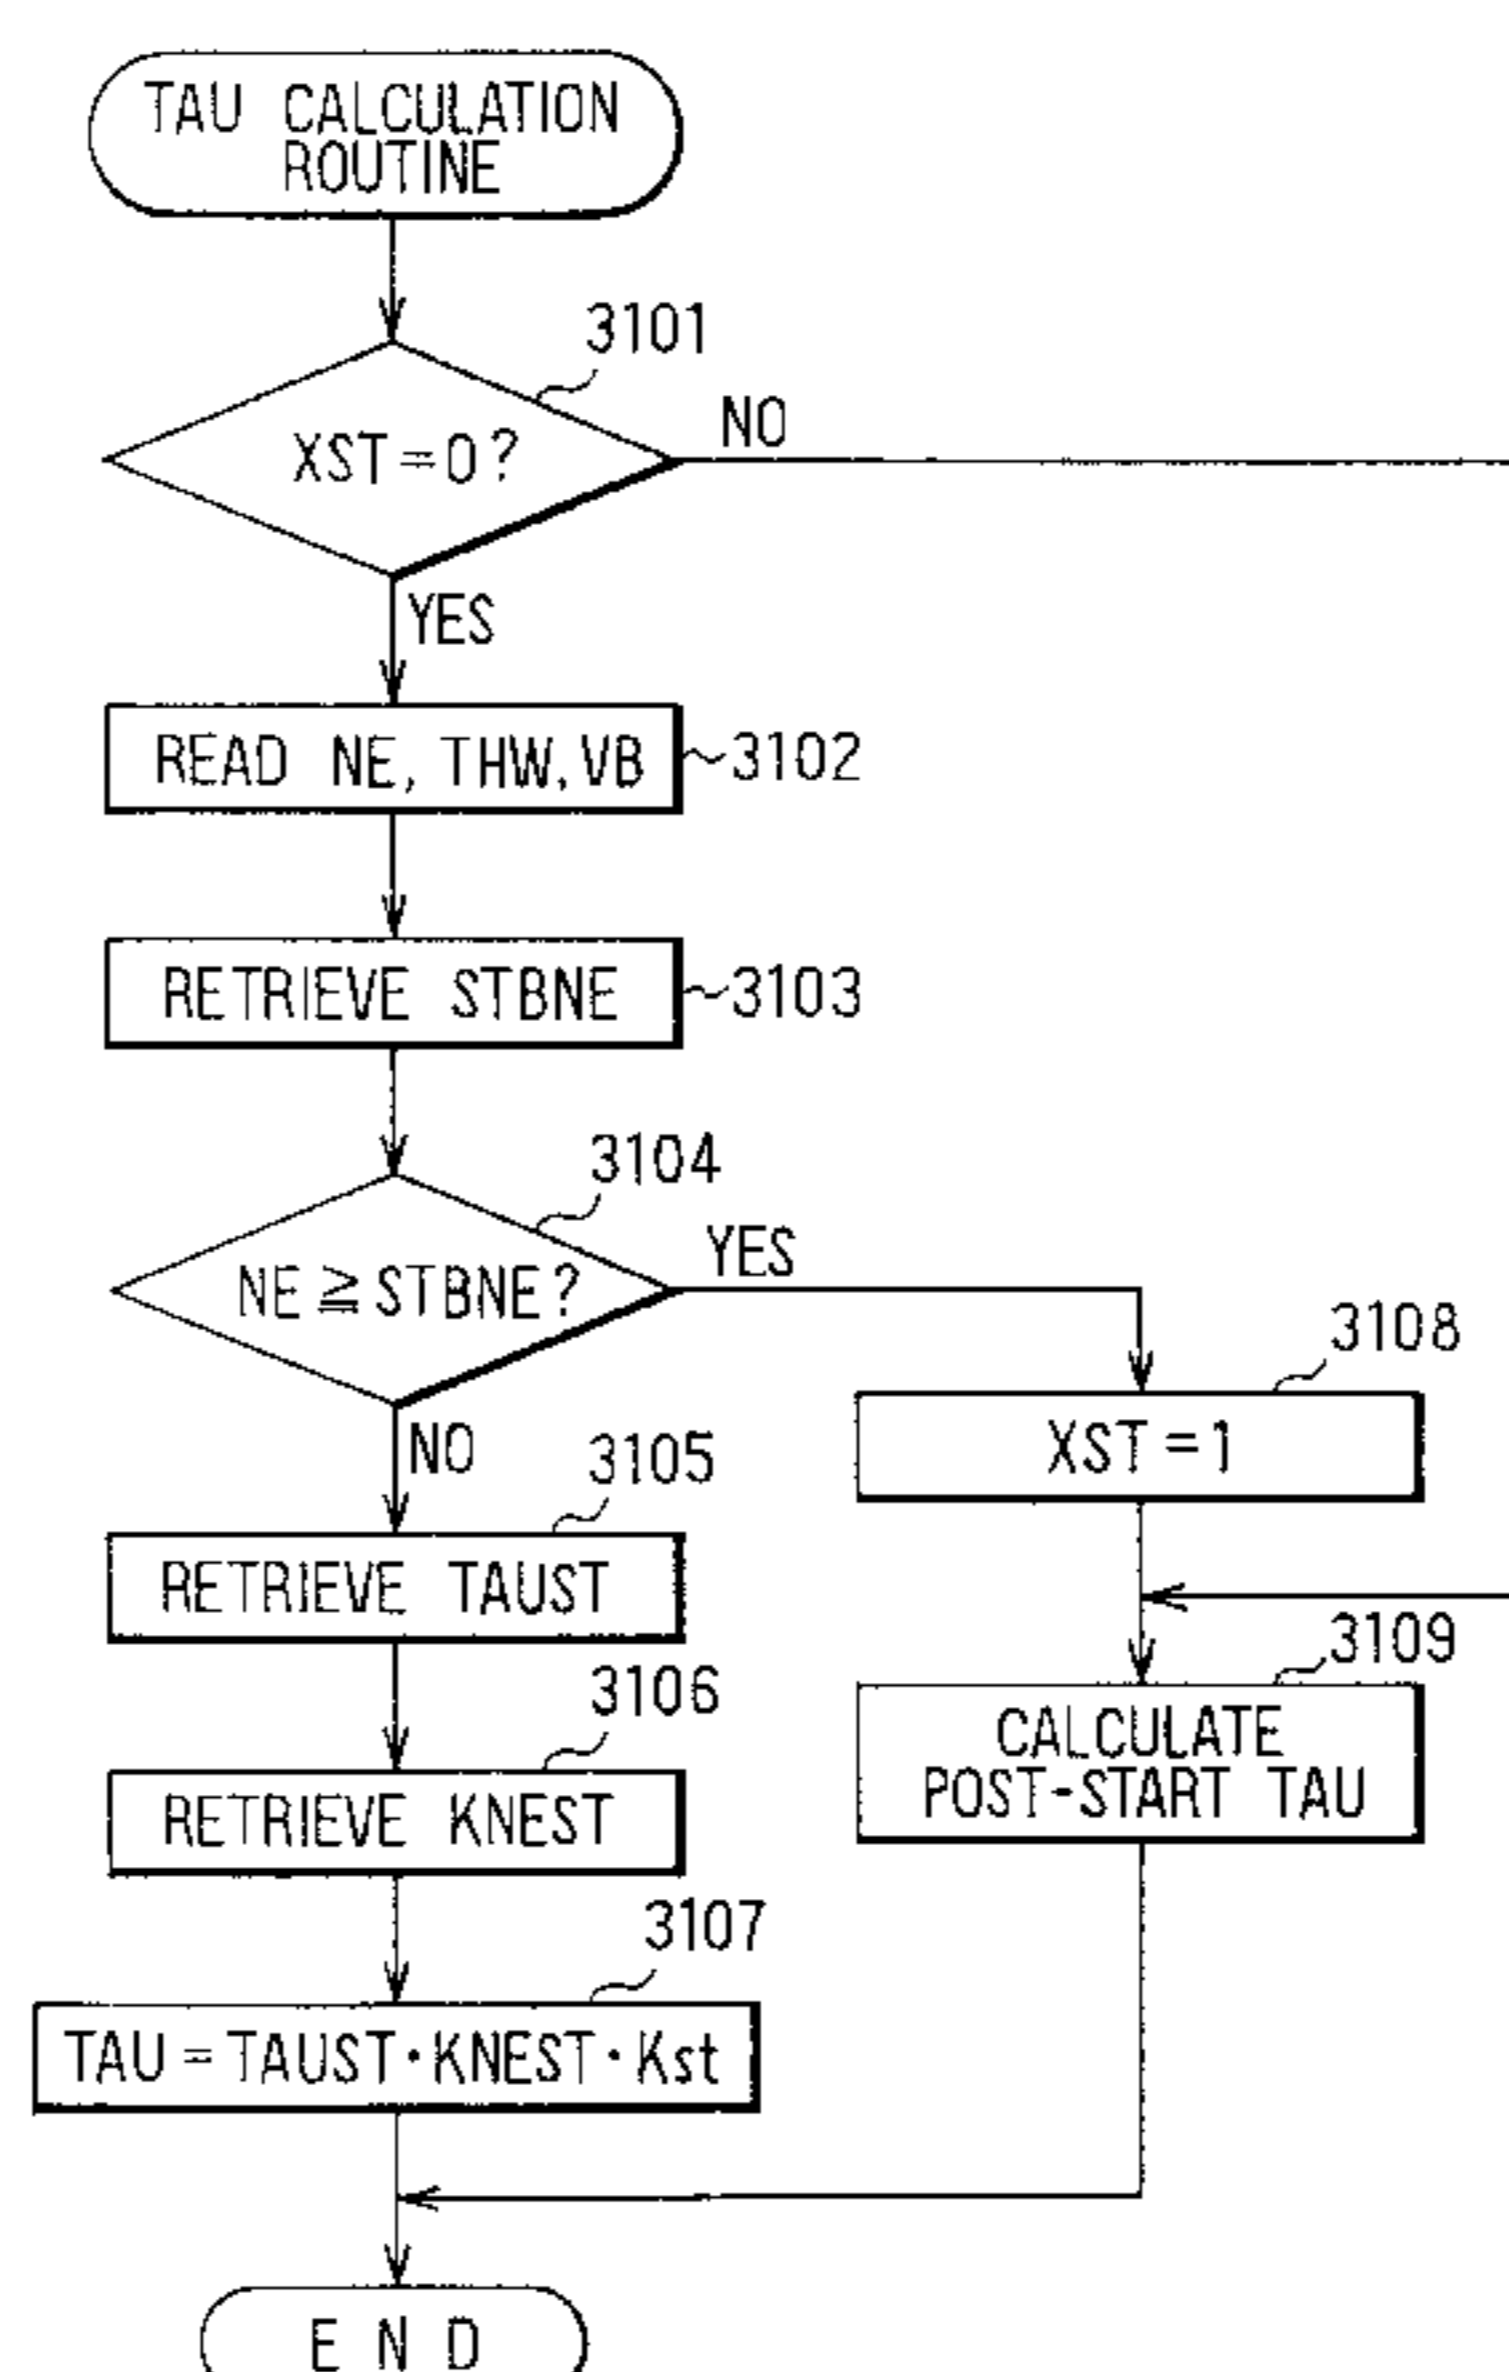 TAU CALCULATION
ROUTINE
3101
XST=0?
NO
YES
READ NE, THW, VB
3102
RETRIEVE STBNE
3103
3104
NE≧STBNE?
YES
NO
3108
XST=1
3105
RETRIEVE TAUST
3109
CALCULATE
POST-START TAU
3106
RETRIEVE KNEST
3107
TAU=TAUST·KNEST·Kst
END